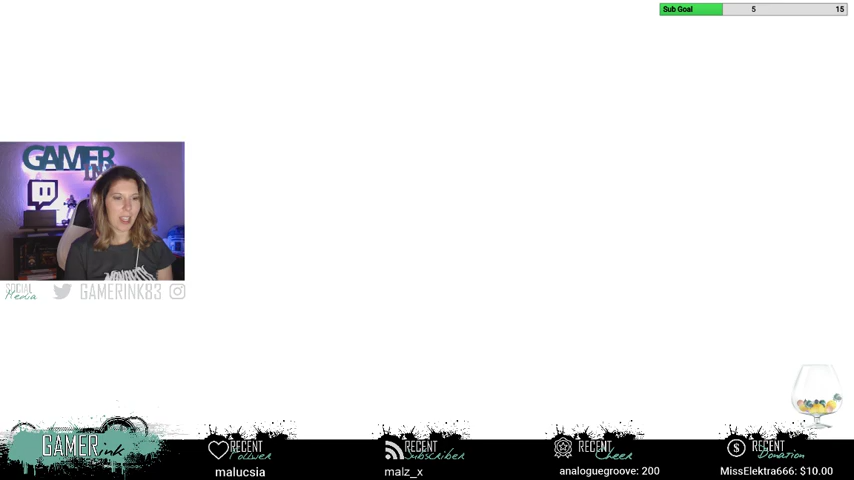 Sub Goal 5 15
GAMER
INK
SOCIAL
Media
GAMERINK83
GAMERink
RECENT
Follower
malucsia
RECENT
Subscriber
malz_x
RECENT
Cheer
analoguegroove: 200
RECENT
Donation
MissElektra666: $10.00